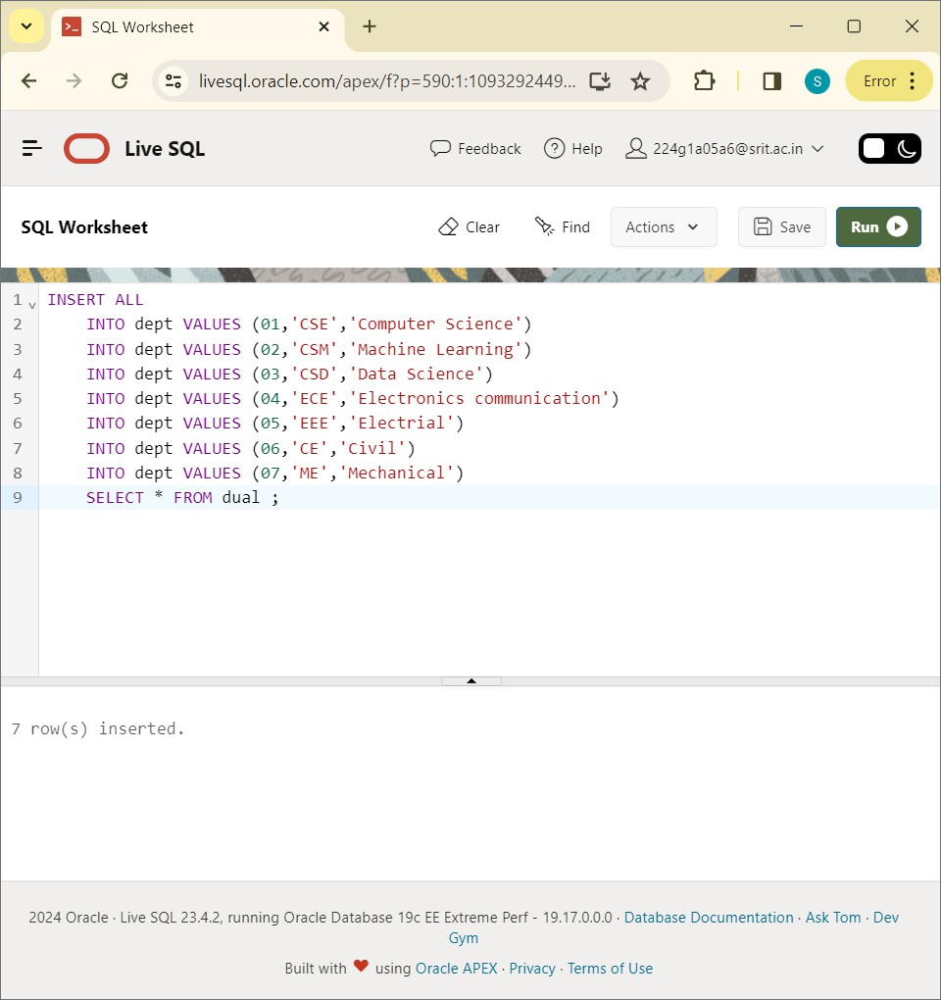 SQL Worksheet
livesql.oracle.com/apex/f?p=590:1:1093292449...
S
Error
Live SQL
Feedback
Help
224g1a05a6@srit.ac.in
SQL Worksheet
Clear
Find
Actions
Save
Run
1 INSERT ALL
2 INTO dept VALUES (01,'CSE','Computer Science')
3 INTO dept VALUES (02,'CSM','Machine Learning')
4 INTO dept VALUES (03,'CSD','Data Science')
5 INTO dept VALUES (04,'ECE','Electronics communication')
6 INTO dept VALUES (05,'EEE','Electrial')
7 INTO dept VALUES (06,'CE','Civil')
8 INTO dept VALUES (07,'ME','Mechanical')
9 SELECT * FROM dual ;
7 row(s) inserted.
2024 Oracle · Live SQL 23.4.2, running Oracle Database 19c EE Extreme Perf - 19.17.0.0.0 · Database Documentation · Ask Tom · Dev
Gym
Built with ❤ using Oracle APEX · Privacy · Terms of Use